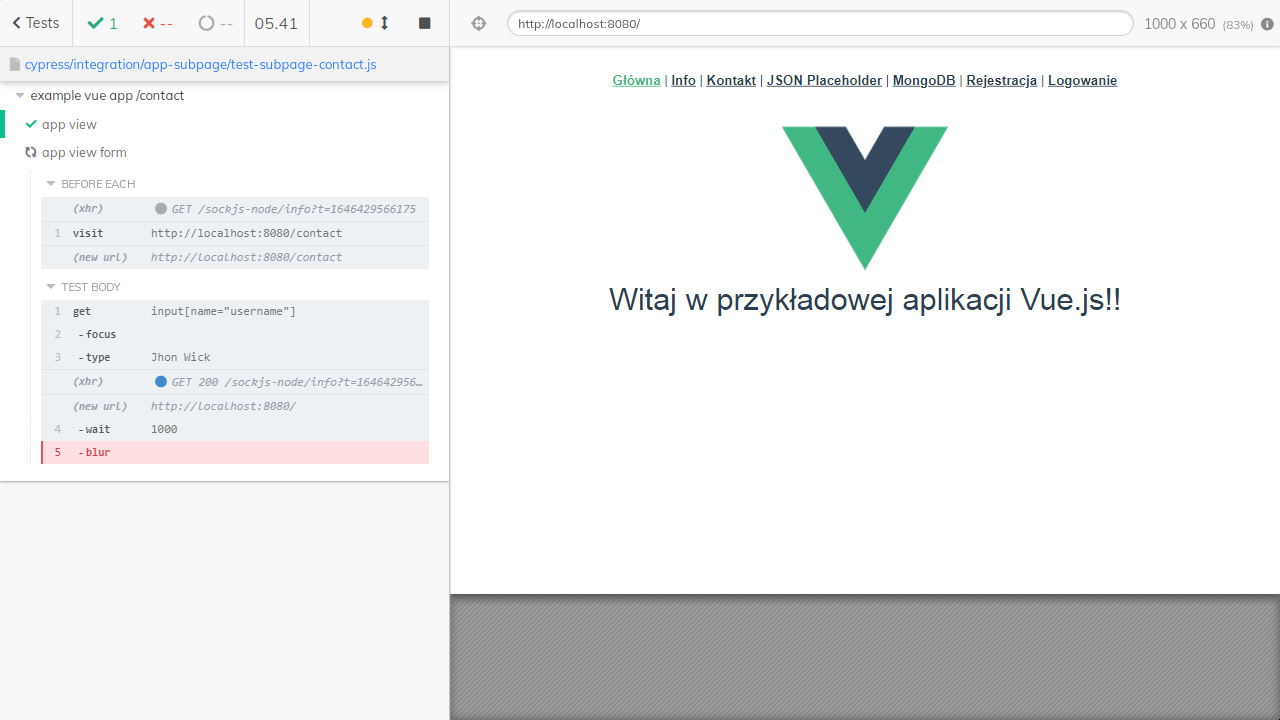 Tests
1
--
--
05.41
http://localhost:8080/
1000 x 660 (83%)
cypress/integration/app-subpage/test-subpage-contact.js
example vue app /contact
app view
app view form
BEFORE EACH
(xhr) GET /sockjs-node/info?t=1646429566175
1 visit http://localhost:8080/contact
(new url) http://localhost:8080/contact
TEST BODY
1 get input[name="username"]
2 -focus
3 -type Jhon Wick
(xhr) GET 200 /sockjs-node/info?t=164642956…
(new url) http://localhost:8080/
4 -wait 1000
5 -blur
Główna | Info | Kontakt | JSON Placeholder | MongoDB | Rejestracja | Logowanie
Witaj w przykładowej aplikacji Vue.js!!